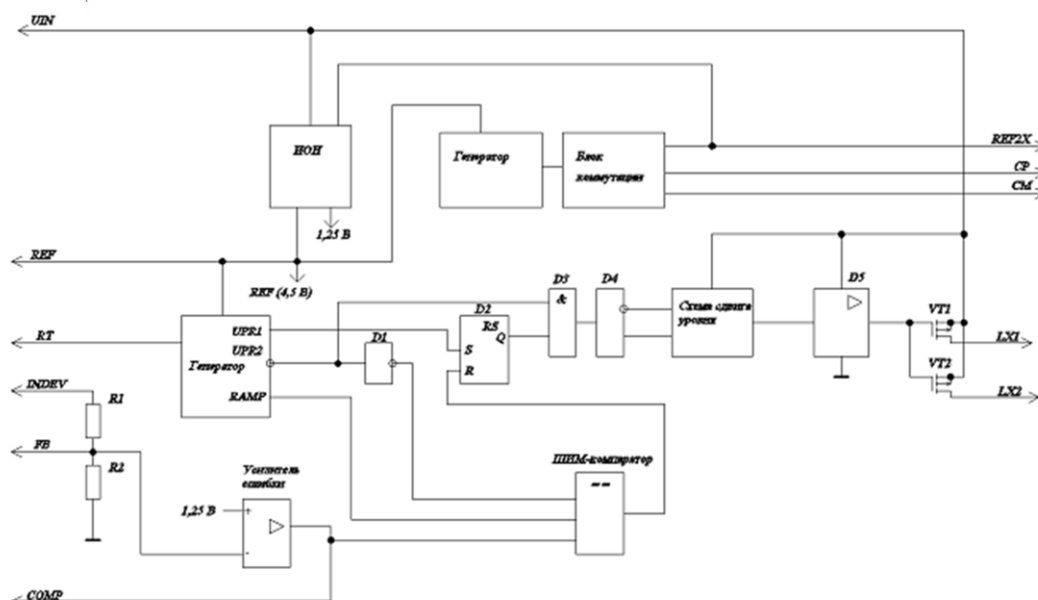 UIN
ИОН
Генератор
Блок
коммутации
REF2X
CP
CM
1,25 В
REF
REF (4,5 В)
D3
&
D4
D5
Схема сдвига
уровня
VT1
LX1
VT2
LX2
D2
RS
Q
S
R
UPR1
UPR2
Генератор
RAMP
D1
RT
INDEV
R1
FB
R2
Усилитель
ошибки
1,25 В
+
-
ШИМ-компаратор
==
COMP